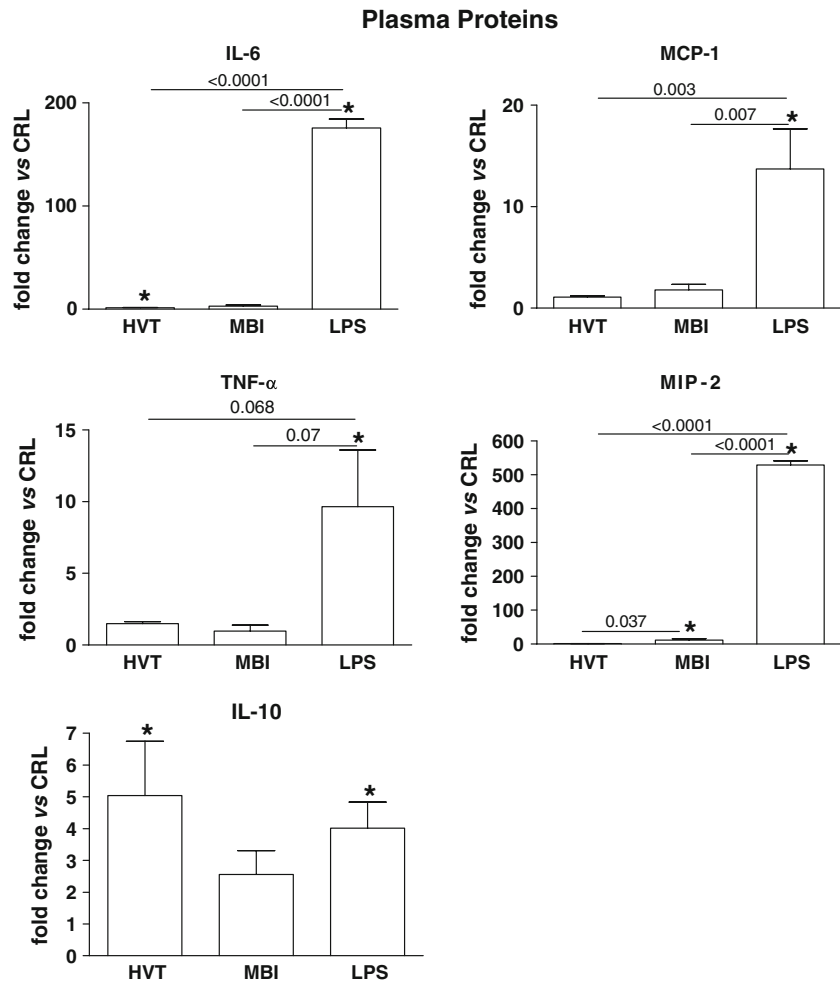 Plasma Proteins
IL-6
<0.0001
<0.0001
*
*
200
100
0
fold change vs CRL
HVT MBI LPS
MCP-1
0.003
0.007
*
20
10
0
fold change vs CRL
HVT MBI LPS
TNF-α
0.068
0.07
*
15
10
5
0
fold change vs CRL
HVT MBI LPS
MIP-2
<0.0001
<0.0001
*
0.037
*
600
500
400
300
200
100
0
fold change vs CRL
HVT MBI LPS
IL-10
*
*
7
6
5
4
3
2
1
0
fold change vs CRL
HVT MBI LPS